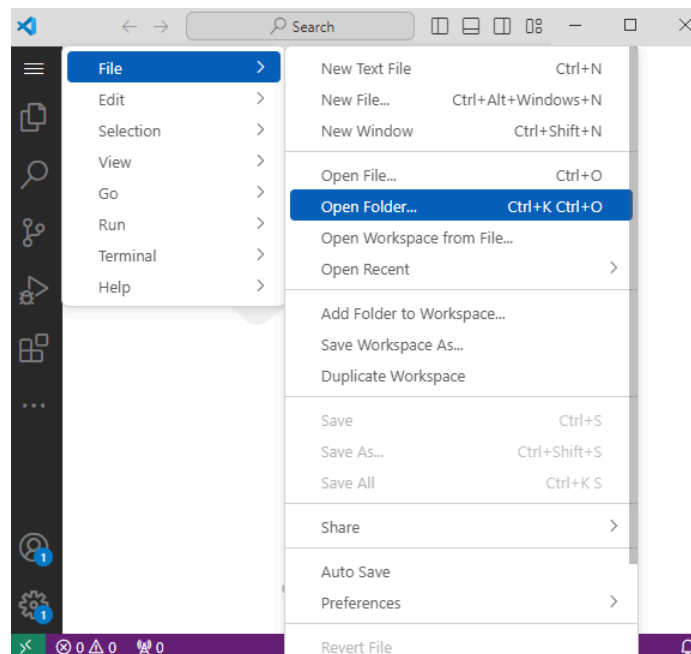 Search
File
Edit
Selection
View
Go
Run
Terminal
Help
New Text File Ctrl+N
New File... Ctrl+Alt+Windows+N
New Window Ctrl+Shift+N
Open File... Ctrl+O
Open Folder... Ctrl+K Ctrl+O
Open Workspace from File...
Open Recent
Add Folder to Workspace...
Save Workspace As...
Duplicate Workspace
Save Ctrl+S
Save As... Ctrl+Shift+S
Save All Ctrl+K S
Share
Auto Save
Preferences
Revert File
1
1
0 0 0